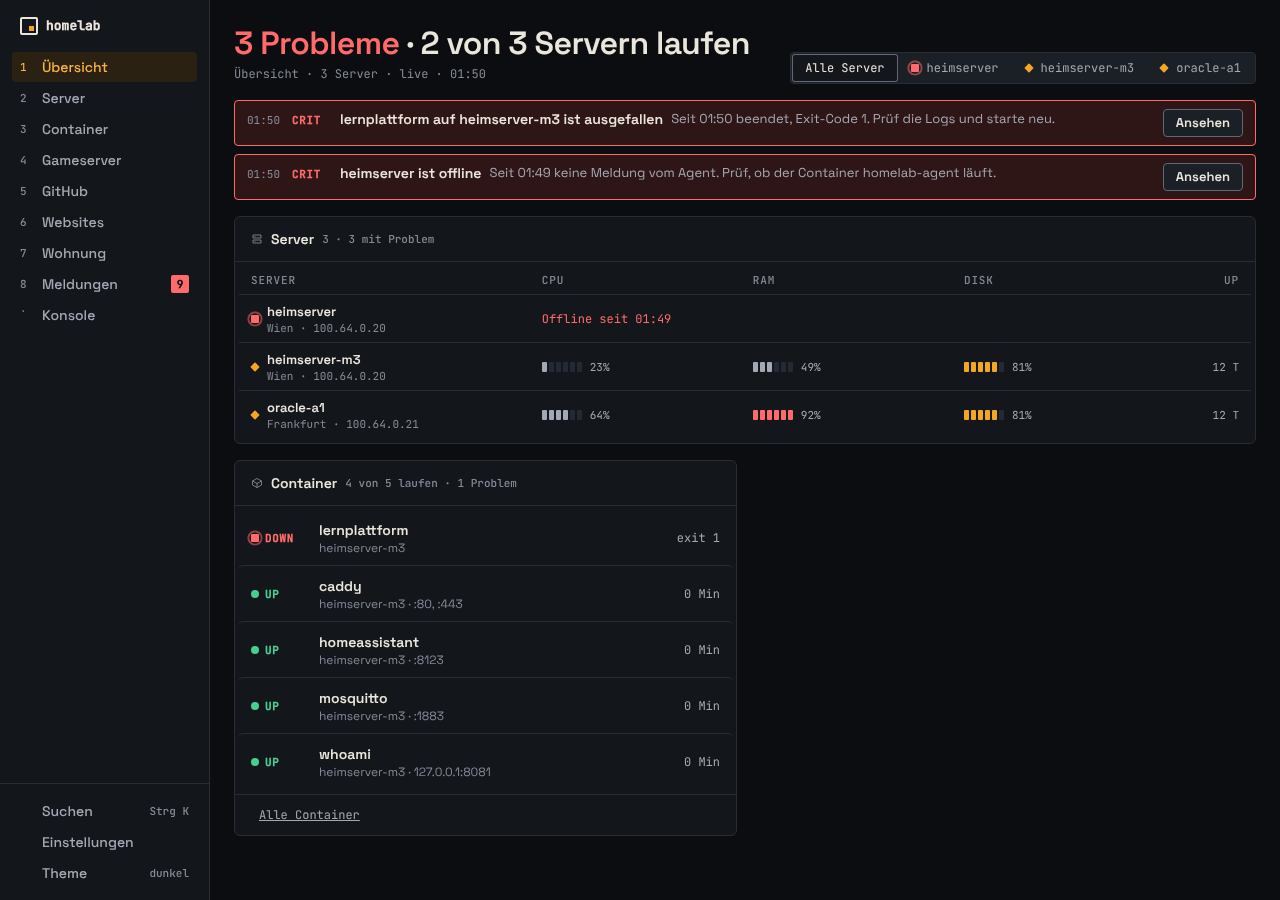 homelab
1 Übersicht
2 Server
3 Container
4 Gameserver
5 GitHub
6 Websites
7 Wohnung
8 Meldungen 9
` Konsole
Suchen Strg K
Einstellungen
Theme dunkel
3 Probleme · 2 von 3 Servern laufen
Übersicht · 3 Server · live · 01:50
Alle Server heimserver heimserver-m3 oracle-a1
01:50 CRIT lernplattform auf heimserver-m3 ist ausgefallen Seit 01:50 beendet, Exit-Code 1. Prüf die Logs und starte neu. Ansehen
01:50 CRIT heimserver ist offline Seit 01:49 keine Meldung vom Agent. Prüf, ob der Container homelab-agent läuft. Ansehen
Server 3 · 3 mit Problem
SERVER CPU RAM DISK UP
heimserver
Wien · 100.64.0.20
Offline seit 01:49
heimserver-m3
Wien · 100.64.0.20
23% 49% 81% 12 T
oracle-a1
Frankfurt · 100.64.0.21
64% 92% 81% 12 T
Container 4 von 5 laufen · 1 Problem
DOWN lernplattform exit 1
heimserver-m3
UP caddy 0 Min
heimserver-m3 · :80, :443
UP homeassistant 0 Min
heimserver-m3 · :8123
UP mosquitto 0 Min
heimserver-m3 · :1883
UP whoami 0 Min
heimserver-m3 · 127.0.0.1:8081
Alle Container